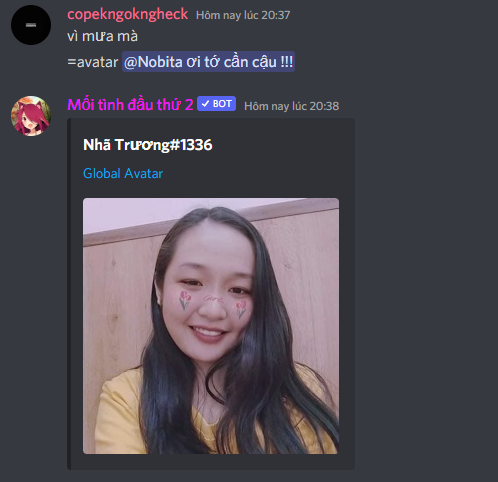 copekngokngheck Hôm nay lúc 20:37
vì mưa mà
=avatar @Nobita ơi tớ cần cậu !!!
Mối tình đầu thứ 2 BOT Hôm nay lúc 20:38
Nhã Trương#1336
Global Avatar